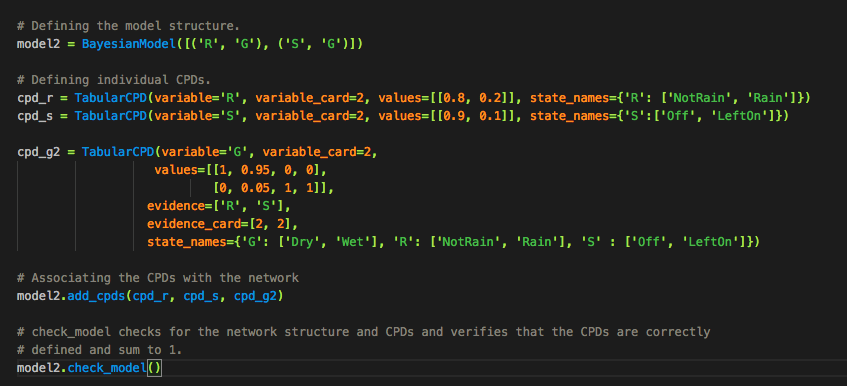 # Defining the model structure.
model2 = BayesianModel([('R', 'G'), ('S', 'G')])
# Defining individual CPDs.
cpd_r = TabularCPD(variable='R', variable_card=2, values=[[0.8, 0.2]], state_names={'R': ['NotRain', 'Rain']})
cpd_s = TabularCPD(variable='S', variable_card=2, values=[[0.9, 0.1]], state_names={'S':['Off', 'LeftOn']})
cpd_g2 = TabularCPD(variable='G', variable_card=2,
values=[[1, 0.95, 0, 0],
[0, 0.05, 1, 1]],
evidence=['R', 'S'],
evidence_card=[2, 2],
state_names={'G': ['Dry', 'Wet'], 'R': ['NotRain', 'Rain'], 'S' : ['Off', 'LeftOn']})
# Associating the CPDs with the network
model2.add_cpds(cpd_r, cpd_s, cpd_g2)
# check_model checks for the network structure and CPDs and verifies that the CPDs are correctly
# defined and sum to 1.
model2.check_model()